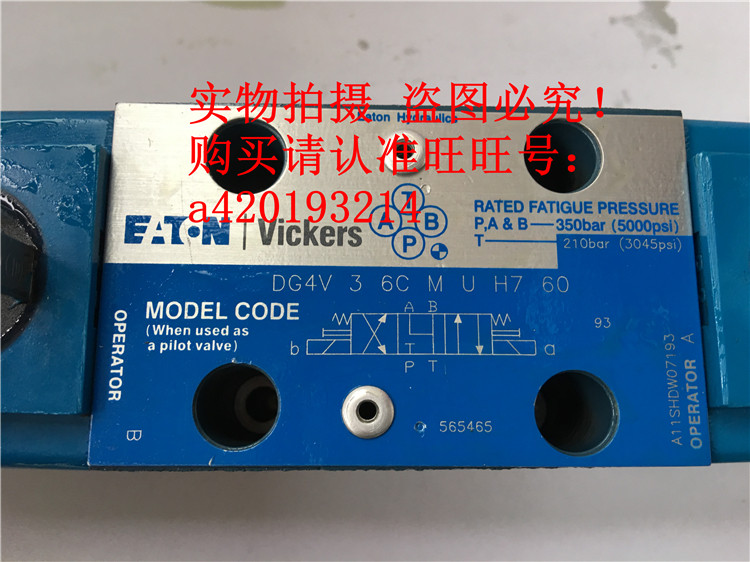 实物拍摄 盗图必究！
Eaton Hydraulics
购买请认准旺旺号：
a420193214
T
A B
P
EATON Vickers
RATED FATIGUE PRESSURE
P,A & B—350bar (5000psi)
T—210bar (3045psi)
DG4V 3 6C M U H7 60
MODEL CODE
(When used as
a pilot valve)
A B
b a
T
P T
93
565465
OPERATOR
B
A11SHDW07193
OPERATOR A